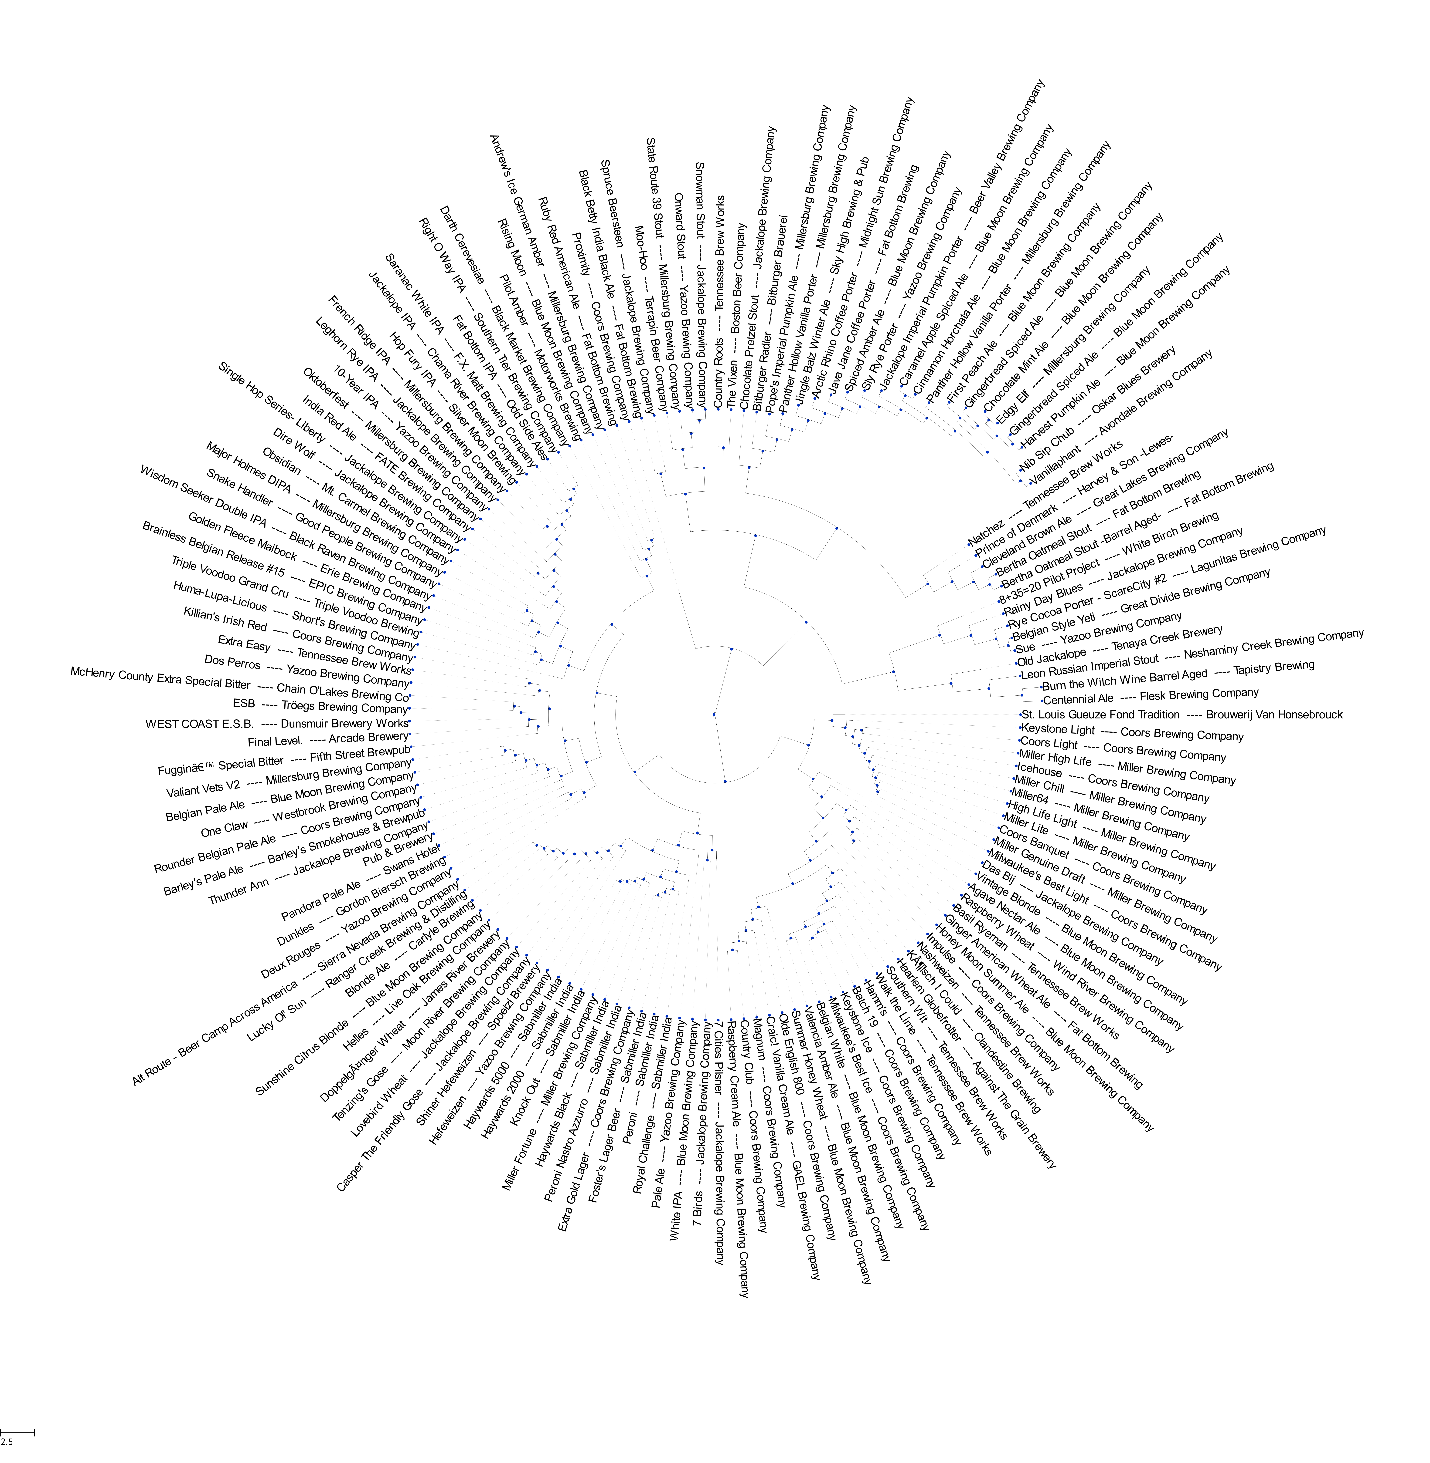 St. Louis Gueuze Fond Tradition ---- Brouwerij Van Honsebrouck
Keystone Light ---- Coors Brewing Company
Coors Light ---- Coors Brewing Company
Miller High Life ---- Miller Brewing Company
Icehouse ---- Coors Brewing Company
Miller Chill ---- Miller Brewing Company
Miller64 ---- Miller Brewing Company
High Life Light ---- Miller Brewing Company
Miller Lite ---- Miller Brewing Company
Coors Banquet ---- Coors Brewing Company
Miller Genuine Draft ---- Miller Brewing Company
Milwaukee's Best Light ---- Coors Brewing Company
Das Bij ---- Jackalope Brewing Company
Vintage Blonde ---- Blue Moon Brewing Company
Agave Nectar Ale ---- Blue Moon Brewing Company
Raspberry Wheat ---- Wind River Brewing Company
Basil Ryeman ---- Tennessee Brew Works
Ginger American Wheat Ale ---- Fat Bottom Brewing
Honey Moon Summer Ale ---- Blue Moon Brewing Company
Impulse ---- Coors Brewing Company
Nashweizen ---- Tennessee Brew Works
---- Clandestine Brewing
Hearlem Globetrotter ---- Against The Grain Brewery
Southern Wit ---- Tennessee Brew Works
Walk the Line ---- Tennessee Brew Works
Hamm's ---- Coors Brewing Company
Batch 19 ---- Coors Brewing Company
Keystone Ice ---- Coors Brewing Company
Milwaukee's Best Ice ---- Coors Brewing Company
Belgian White ---- Blue Moon Brewing Company
Valencia Amber Ale ---- Blue Moon Brewing Company
Summer Honey Wheat ---- Blue Moon Brewing Company
Olde English 800 ---- Coors Brewing Company
Craic! Vanilla Cream Ale ---- GAEL Brewing Company
Magnum ---- Coors Brewing Company
Country Club ---- Coors Brewing Company
Raspberry Cream Ale ---- Blue Moon Brewing Company
7 Cities Pilsner ---- Jackalope Brewing Company
7 Birds ---- Jackalope Brewing Company
White IPA ---- Blue Moon Brewing Company
Pale Ale ---- Yazoo Brewing Company
Royal Challenge ---- Sabmiller India
Peroni ---- Sabmiller India
Foster's Lager Beer ---- Sabmiller India
Extra Gold Lager ---- Coors Brewing Company
Peroni Nastro Azzurro ---- Sabmiller India
Haywards Black ---- Sabmiller India
Miller Fortune ---- Miller Brewing Company
Knock Out ---- Sabmiller India
Haywards 2000 ---- Sabmiller India
Haywards 5000 ---- Sabmiller India
Hefeweizen ---- Yazoo Brewing Company
Shiner Hefeweizen ---- Spoetzl Brewery
Casper The Friendly Gose ---- Jackalope Brewing Company
Lovebird Wheat ---- Jackalope Brewing Company
Tenzing's Gose ---- Moon River Brewing Company
---- James River Brewery
Helles ---- Live Oak Brewing Company
Sunshine Citrus Blonde ---- Blue Moon Brewing Company
Blonde Ale ---- Carlyle Brewing
Lucky Of Sun ---- Ranger Creek Brewing & Distilling
Alt Route - Beer Camp Across America ---- Sierra Nevada Brewing Company
Deux Rouges ---- Yazoo Brewing Company
Dunkles ---- Gordon Biersch Brewing
Pandora Pale Ale ---- Swans Hotel
Pub & Brewery
Thunder Ann ---- Jackalope Brewing Company
Barley's Pale Ale ---- Barley's Smokehouse & Brewpub
Rounder Belgian Pale Ale ---- Coors Brewing Company
One Claw ---- Westbrook Brewing Company
Belgian Pale Ale ---- Blue Moon Brewing Company
Valiant Vets V2 ---- Millersburg Brewing Company
Fugginâ€™ Special Bitter ---- Fifth Street Brewpub
Final Level. ---- Arcade Brewery
WEST COAST E.S.B. ---- Dunsmuir Brewery Works
ESB ---- Tröegs Brewing Company
McHenry County Extra Special Bitter ---- Chain O'Lakes Brewing Co
Dos Perros ---- Yazoo Brewing Company
Extra Easy ---- Tennessee Brew Works
Killian's Irish Red ---- Coors Brewing Company
Huma-Lupa-Licious ---- Short's Brewing Company
Triple Voodoo Grand Cru ---- Triple Voodoo Brewing
Brainless Belgian Release #15 ---- EPIC Brewing Company
Golden Fleece Maibock ---- Erie Brewing Company
Wisdom Seeker Double IPA ---- Black Raven Brewing Company
Snake Handler ---- Good People Brewing Company
Major Holmes DIPA ---- Millersburg Brewing Company
Obsidian ---- Mt. Carmel Brewing Company
Dire Wolf ---- Jackalope Brewing Company
Single Hop Series- Liberty ---- Jackalope Brewing Company
India Red Ale ---- FATE Brewing Company
Oktoberfest ---- Millersburg Brewing Company
10-Year IPA ---- Yazoo Brewing Company
Leghorn Rye IPA ---- Jackalope Brewing Company
French Ridge IPA ---- Millersburg Brewing Company
Hop Fury IPA ---- Silver Moon Brewing
Jackalope IPA ---- Charlie River Brewing Company
Saranac White IPA ---- F.X. Matt Brewing Company
Fat Bottom IPA ---- Odd Side Ales
Right O'Way IPA ---- Southern Tier Brewing Company
Darth Carevesiae ---- Black Market Brewing Company
Pilot Amber ---- Motorworks Brewing
Rising Moon ---- Blue Moon Brewing Company
Andrew's Ice German Amber ---- Millersburg Brewing Company
Ruby Red American Ale ---- Fat Bottom Brewing
Proximity ---- Coors Brewing Company
Black Betty India Black Ale ---- Fat Bottom Brewing
Spruce Beersteen ---- Jackalope Brewing Company
Moo-Hoo ---- Terrapin Beer Company
State Route 39 Stout ---- Millersburg Brewing Company
Onward Stout ---- Yazoo Brewing Company
Snowman Stout ---- Jackalope Brewing Company
Country Roots ---- Tennessee Brew Works
The Vixen ---- Boston Beer Company
Chocolate Pretzel Stout ---- Jackalope Brewing Company
Bitburger Radler ---- Bitburger Brauerei
Pope's Imperial Pumpkin Ale ---- Millersburg Brewing Company
Panther Hollow Vanilla Porter ---- Millersburg Brewing Company
Jingle Balz Winter Ale ---- Sky High Brewing & Pub
Arctic Rhino Coffee Porter ---- Midnight Sun Brewing Company
Java Jane Coffee Porter ---- Fat Bottom Brewing
Spiced Amber Ale ---- Blue Moon Brewing Company
Sly Rye Porter ---- Yazoo Brewing Company
Jackalope Imperial Pumpkin Porter ---- Beer Valley Brewing Company
Caramel Apple Spiced Ale ---- Blue Moon Brewing Company
Cinnamon Horchata Ale ---- Blue Moon Brewing Company
Panther Hollow Vanilla Porter ---- Millersburg Brewing Company
First Peach Ale ---- Blue Moon Brewing Company
Gingerbread Spiced Ale ---- Blue Moon Brewing Company
Chocolate Mint Ale ---- Blue Moon Brewing Company
Edgy Elf ---- Millersburg Brewing Company
Gingerbread Spiced Ale ---- Blue Moon Brewing Company
Harvest Pumpkin Ale ---- Blue Moon Brewing Company
Nib Sip Chub ---- Oskar Blues Brewery
Vanillaphant ---- Avondale Brewing Company
Natchez ---- Tennessee Brew Works
Prince of Denmark ---- Harvey & Son -Lewes-
Cleveland Brown Ale ---- Great Lakes Brewing Company
Bertha Oatmeal Stout ---- Fat Bottom Brewing
Bertha Oatmeal Stout -Barrel Aged- ---- Fat Bottom Brewing
8+35=20 Pilot Project ---- White Birch Brewing
Rainy Day Blues ---- Jackalope Brewing Company
Rye Cocoa Porter - ScareCity #2 ---- Lagunitas Brewing Company
Belgian Style Yeti ---- Great Divide Brewing Company
Sue ---- Yazoo Brewing Company
Old Jackalope ---- Tenaya Creek Brewery
Leon Russian Imperial Stout ---- Neshaminy Creek Brewing Company
Burn the Witch Wine Barrel Aged ---- Tapistry Brewing
Centennial Ale ---- Flesk Brewing Company
2.5